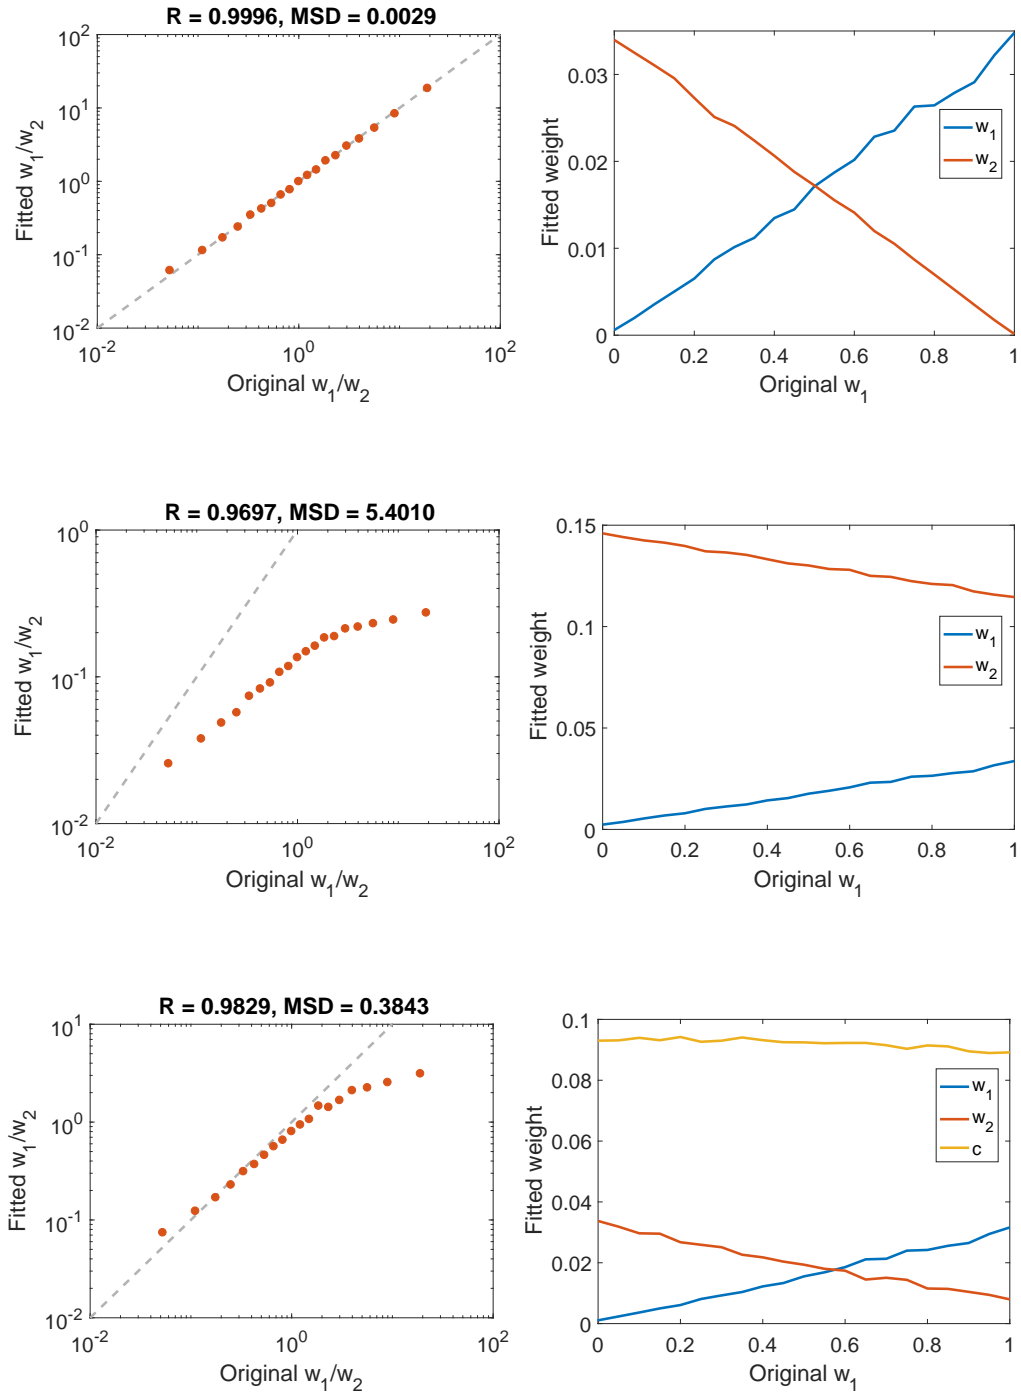 R = 0.9996, MSD = 0.0029
10^2
10^1
10^0
10^-1
10^-2
Fitted w_1/w_2
10^-2
10^0
10^2
Original w_1/w_2
0.03
0.02
0.01
0
Fitted weight
w_1
w_2
0
0.2
0.4
0.6
0.8
1
Original w_1
R = 0.9697, MSD = 5.4010
10^0
10^-1
10^-2
Fitted w_1/w_2
10^-2
10^0
10^2
Original w_1/w_2
0.15
0.1
0.05
0
Fitted weight
w_1
w_2
0
0.2
0.4
0.6
0.8
1
Original w_1
R = 0.9829, MSD = 0.3843
10^1
10^0
10^-1
10^-2
Fitted w_1/w_2
10^-2
10^0
10^2
Original w_1/w_2
0.1
0.08
0.06
0.04
0.02
0
Fitted weight
w_1
w_2
c
0
0.2
0.4
0.6
0.8
1
Original w_1